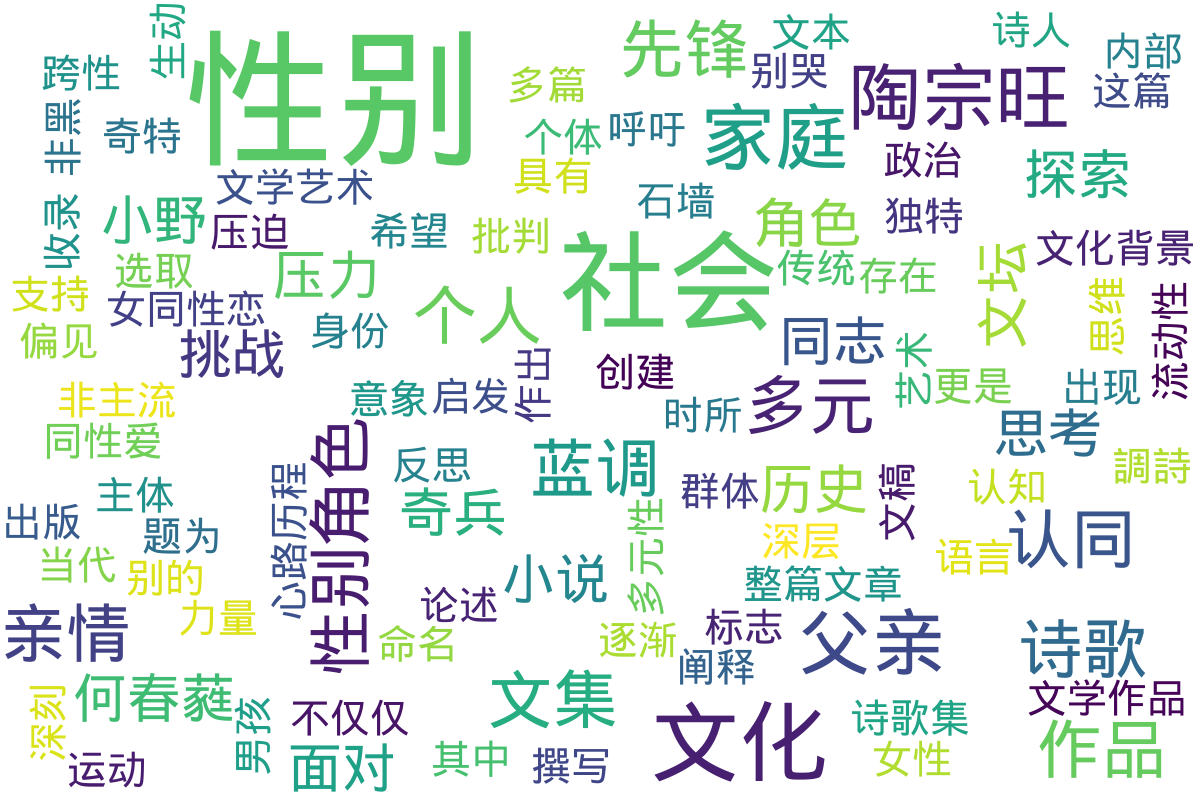 性别
社会
文化
陶宗旺
家庭
先锋
文本
诗人
内部
这篇
别哭
多篇
生动
跨性
非黑
奇特
个体
呼吁
具有
政治
探索
文学艺术
石墙
独特
角色
小野
压迫
希望
批判
收录
选取
压力
传统
存在
文坛
文化背景
支持
女同性恋
个人
思维
流动性
偏见
身份
挑战
同志
创建
作出
艺术
更是
出现
非主流
意象
启发
时所
多元
思考
同性爱
性别角色
反思
蓝调
調詩
主体
心路历程
群体
历史
文稿
认知
出版
题为
奇兵
多元性
深层
语言
认同
当代
别的
小说
整篇文章
力量
论述
亲情
命名
逐渐
标志
父亲
诗歌
阐释
何春蕤
文集
文学作品
深刻
男孩
不仅仅
诗歌集
作品
运动
面对
其中
撰写
女性